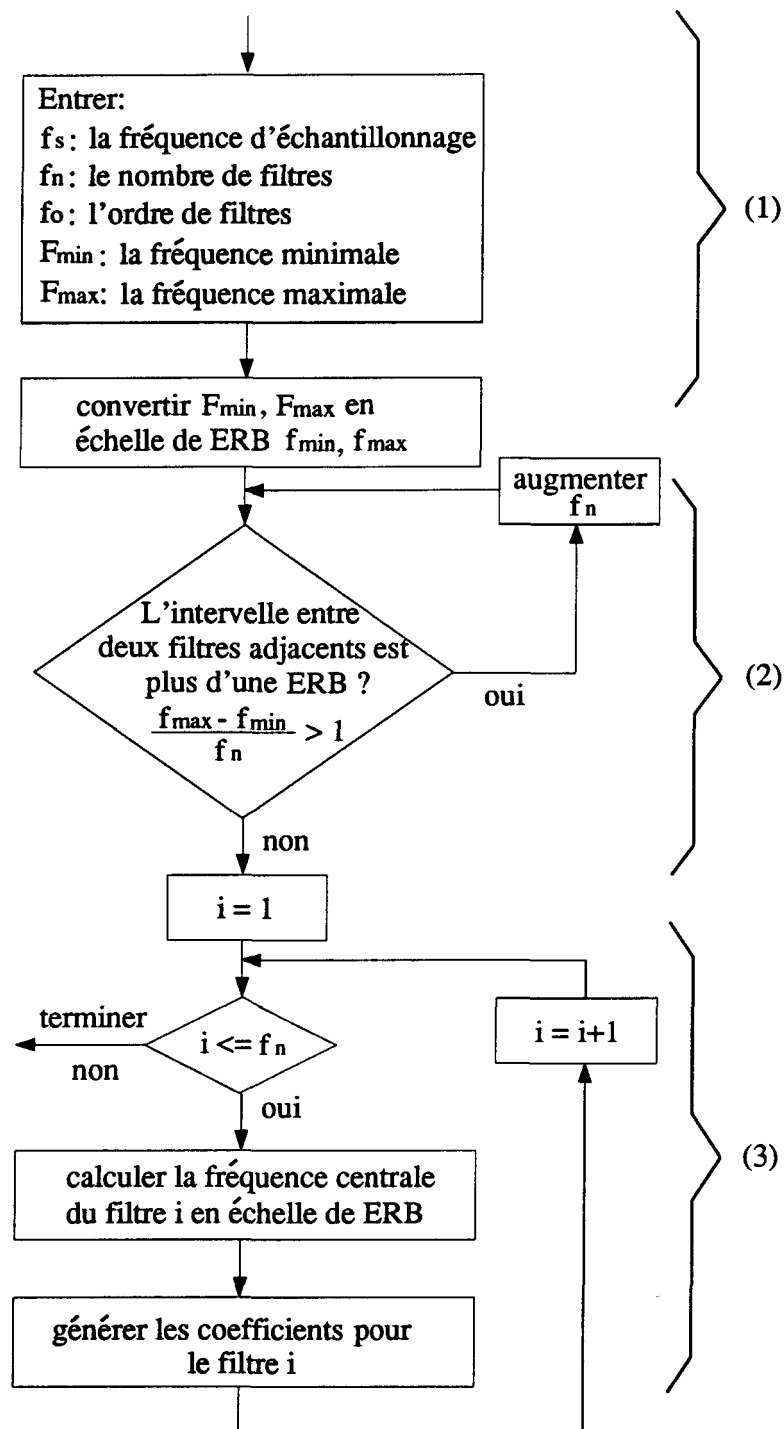 Entrer:
fs: la fréquence d'échantillonnage
fn: le nombre de filtres
fo: l'ordre de filtres
Fmin: la fréquence minimale
Fmax: la fréquence maximale
(1)
convertir Fmin, Fmax en
échelle de ERB fmin, fmax
augmenter
fn
L'intervelle entre
deux filtres adjacents est
plus d'une ERB ?
fmax - fmin
fn
> 1
oui
(2)
non
i = 1
terminer
i <= fn
non
i = i+1
oui
(3)
calculer la fréquence centrale
du filtre i en échelle de ERB
générer les coefficients pour
le filtre i